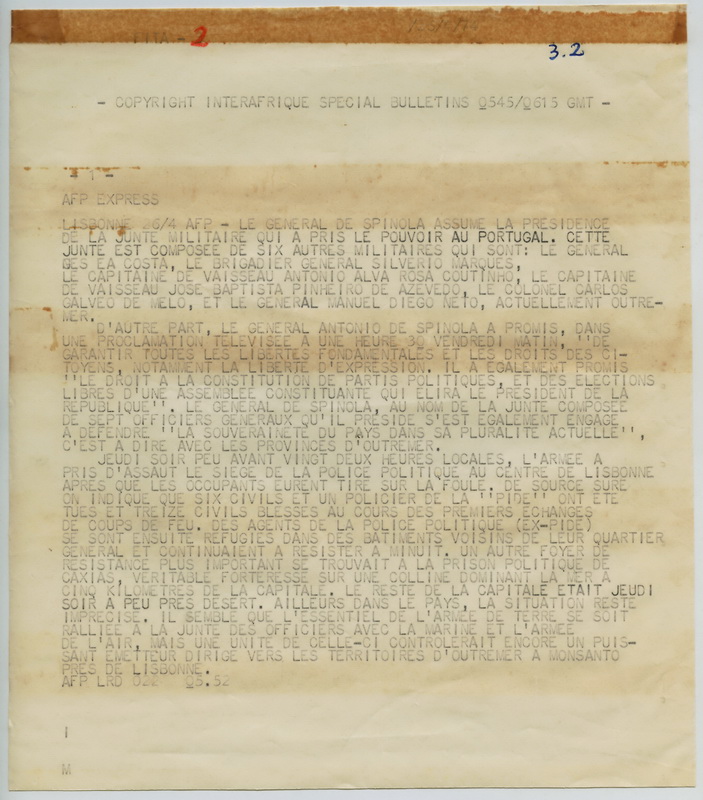 2
3.2
- COPYRIGHT INTERAFRIQUE SPECIAL BULLETINS 0545/0615 GMT -
- 1 -
AFP EXPRESS
LISBONNE 26/4 AFP - LE GENERAL DE SPINOLA ASSUME LA PRESIDENCE
DE LA JUNTE MILITAIRE QUI A PRIS LE POUVOIR AU PORTUGAL. CETTE
JUNTE EST COMPOSEE DE SIX AUTRES MILITAIRES QUI SONT: LE GENERAL
GES EA COSTA, LE BRIGADIER GENERAL SILVERIO MARQUES,
LE CAPITAINE DE VAISSEAU ANTONIO ALVA ROSA COUTINHO, LE CAPITAINE
DE VAISSEAU JOSE BAPTISTA PINHEIRO DE AZEVEDO, LE COLONEL CARLOS
GALVEO DE MELO, ET LE GENERAL MANUEL DIEGO NETO, ACTUELLEMENT OUTRE-
MER.
D'AUTRE PART, LE GENERAL ANTONIO DE SPINOLA A PROMIS, DANS
UNE PROCLAMATION TELEVISEE A UNE HEURE 30 VENDREDI MATIN, ''DE
GARANTIR TOUTES LES LIBERTES FONDAMENTALES ET LES DROITS DES CI-
TOYENS, NOTAMMENT LA LIBERTE D'EXPRESSION. IL A EGALEMENT PROMIS
''LE DROIT A LA CONSTITUTION DE PARTIS POLITIQUES, ET DES ELECTIONS
LIBRES D'UNE ASSEMBLEE CONSTITUANTE QUI ELIRA LE PRESIDENT DE LA
REPUBLIQUE''. LE GENERAL DE SPINOLA, AU NOM DE LA JUNTE COMPOSEE
DE SEPT OFFICIERS GENERAUX QU'IL PRESIDE S'EST EGALEMENT ENGAGE
A DEFENDRE ''LA SOUVERAINETE DU PAYS DANS SA PLURALITE ACTUELLE'',
C'EST A DIRE AVEC LES PROVINCES D'OUTREMER.
JEUDI SOIR PEU AVANT VINGT DEUX HEURES LOCALES, L'ARMEE A
PRIS D'ASSAUT LE SIEGE DE LA POLICE POLITIQUE AU CENTRE DE LISBONNE
APRES QUE LES OCCUPANTS EURENT TIRE SUR LA FOULE. DE SOURCE SURE
ON INDIQUE QUE SIX CIVILS ET UN POLICIER DE LA ''PIDE'' ONT ETE
TUES ET TREIZE CIVILS BLESSES AU COURS DES PREMIERS ECHANGES
DE COUPS DE FEU. DES AGENTS DE LA POLICE POLITIQUE (EX-PIDE)
SE SONT ENSUITE REFUGIES DANS DES BATIMENTS VOISINS DE LEUR QUARTIER
GENERAL ET CONTINUAIENT A RESISTER A MINUIT. UN AUTRE FOYER DE
RESISTANCE PLUS IMPORTANT SE TROUVAIT A LA PRISON POLITIQUE DE
CAXIAS, VERITABLE FORTERESSE SUR UNE COLLINE DOMINANT LA MER A
CINQ KILOMETRES DE LA CAPITALE. LE RESTE DE LA CAPITALE ETAIT JEUDI
SOIR A PEU PRES DESERT. AILLEURS DANS LE PAYS, LA SITUATION RESTE
IMPRECISE. IL SEMBLE QUE L'ESSENTIEL DE L'ARMEE DE TERRE SE SOIT
RALLIEE A LA JUNTE DES OFFICIERS AVEC LA MARINE ET L'ARMEE
DE L'AIR, MAIS UNE UNITE DE CELLE-CI CONTROLERAIT ENCORE UN PUIS-
SANT EMETTEUR DIRIGE VERS LES TERRITOIRES D'OUTREMER A MONSANTO
PRES DE LISBONNE.
AFP LRD 05.52
I
M